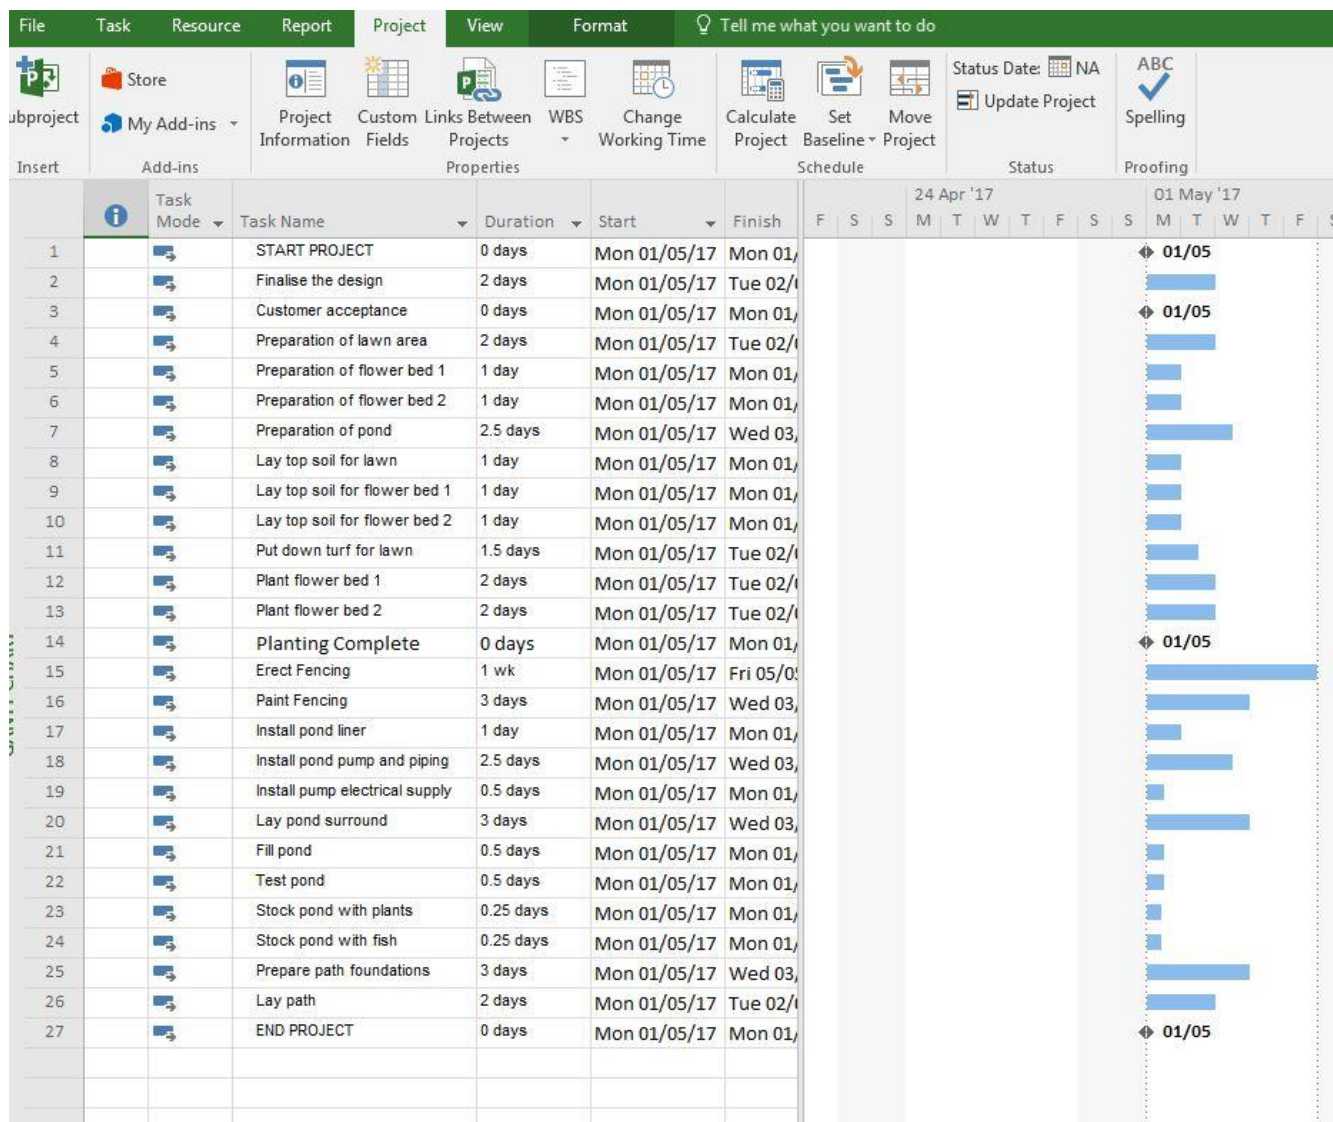 File Task Resource Report Project View Format Tell me what you want to do
Store
My Add-ins
ubproject
Project Information
Custom Fields
Links Between Projects
WBS
Change Working Time
Calculate Project
Set Baseline
Move Project
Status Date: NA
Update Project
ABC
Spelling
Insert Add-ins Properties Schedule Status Proofing
24 Apr '17 01 May '17
Task Mode Task Name Duration Start Finish F S S M T W T F S S M T W T F S
1 START PROJECT 0 days Mon 01/05/17 Mon 01/ 01/05
2 Finalise the design 2 days Mon 01/05/17 Tue 02/0
3 Customer acceptance 0 days Mon 01/05/17 Mon 01/ 01/05
4 Preparation of lawn area 2 days Mon 01/05/17 Tue 02/0
5 Preparation of flower bed 1 1 day Mon 01/05/17 Mon 01/
6 Preparation of flower bed 2 1 day Mon 01/05/17 Mon 01/
7 Preparation of pond 2.5 days Mon 01/05/17 Wed 03,
8 Lay top soil for lawn 1 day Mon 01/05/17 Mon 01/
9 Lay top soil for flower bed 1 1 day Mon 01/05/17 Mon 01/
10 Lay top soil for flower bed 2 1 day Mon 01/05/17 Mon 01/
11 Put down turf for lawn 1.5 days Mon 01/05/17 Tue 02/0
12 Plant flower bed 1 2 days Mon 01/05/17 Tue 02/0
13 Plant flower bed 2 2 days Mon 01/05/17 Tue 02/0
14 Planting Complete 0 days Mon 01/05/17 Mon 01/ 01/05
15 Erect Fencing 1 wk Mon 01/05/17 Fri 05/05
16 Paint Fencing 3 days Mon 01/05/17 Wed 03,
17 Install pond liner 1 day Mon 01/05/17 Mon 01/
18 Install pond pump and piping 2.5 days Mon 01/05/17 Wed 03,
19 Install pump electrical supply 0.5 days Mon 01/05/17 Mon 01/
20 Lay pond surround 3 days Mon 01/05/17 Wed 03,
21 Fill pond 0.5 days Mon 01/05/17 Mon 01/
22 Test pond 0.5 days Mon 01/05/17 Mon 01/
23 Stock pond with plants 0.25 days Mon 01/05/17 Mon 01/
24 Stock pond with fish 0.25 days Mon 01/05/17 Mon 01/
25 Prepare path foundations 3 days Mon 01/05/17 Wed 03,
26 Lay path 2 days Mon 01/05/17 Tue 02/0
27 END PROJECT 0 days Mon 01/05/17 Mon 01/ 01/05